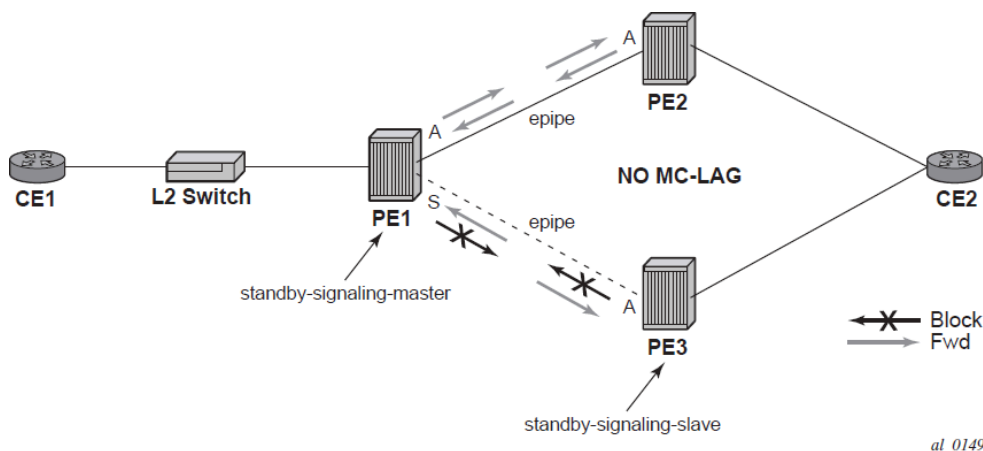 A
PE2
A
epipe
CE1
L2 Switch
PE1
NO MC-LAG
CE2
S
epipe
standby-signaling-master
A
PE3
Block
Fwd
standby-signaling-slave
al_0149